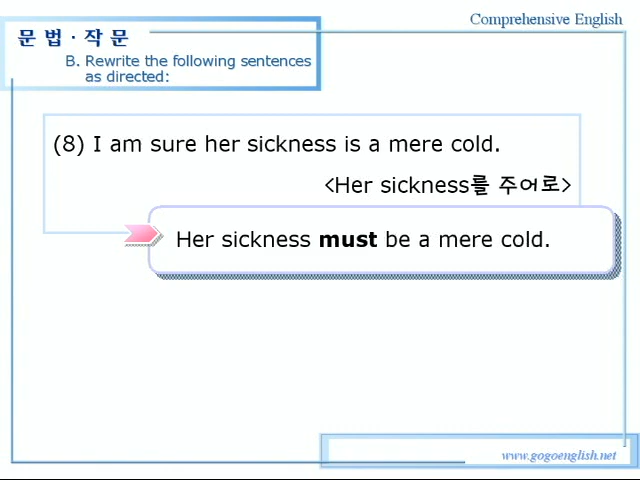 Comprehensive English
문 법 · 작 문
B. Rewrite the following sentences
as directed:
(8) I am sure her sickness is a mere cold.
<Her sickness를 주어로>
Her sickness must be a mere cold.
www.gogoenglish.net